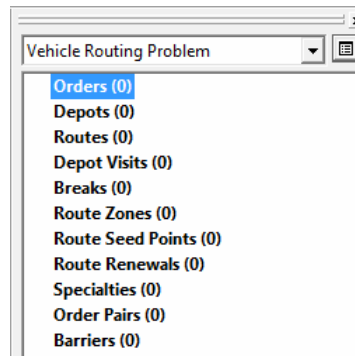 Vehicle Routing Problem
Orders (0)
Depots (0)
Routes (0)
Depot Visits (0)
Breaks (0)
Route Zones (0)
Route Seed Points (0)
Route Renewals (0)
Specialties (0)
Order Pairs (0)
Barriers (0)